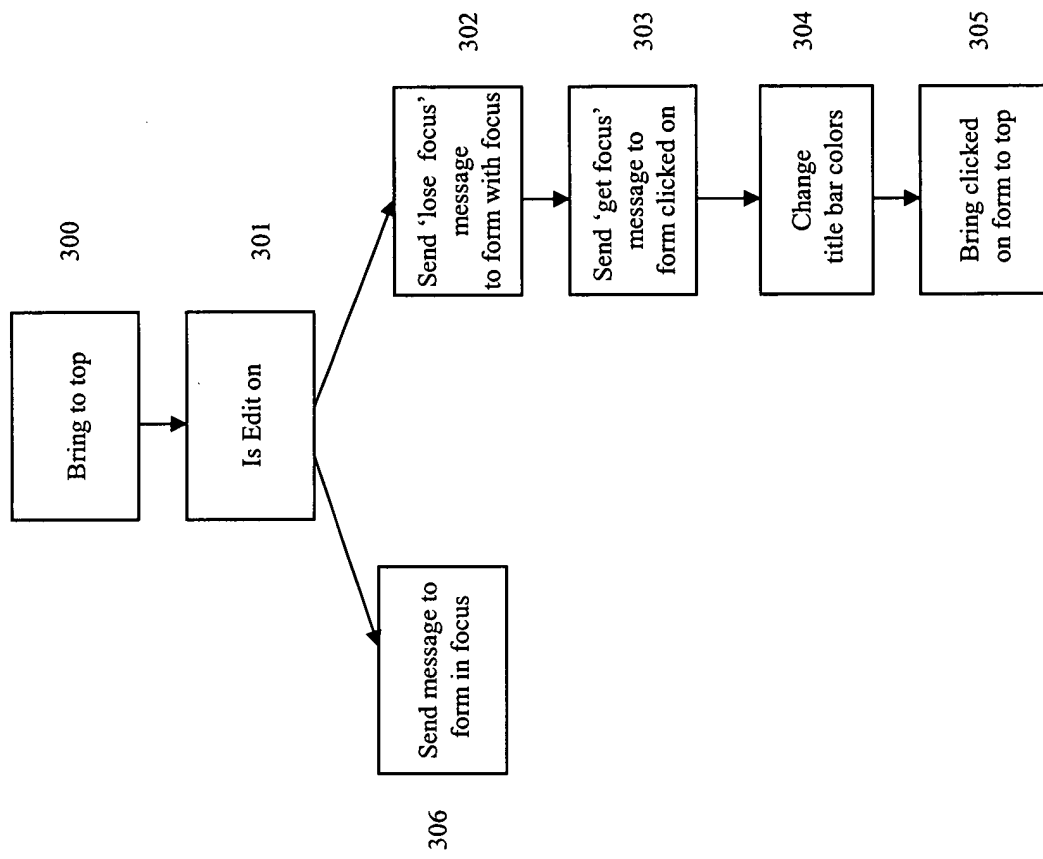 300
Bring to top
301
Is Edit on
302
Send ‘lose focus’
message
to form with focus
303
Send ‘get focus’
message to
form clicked on
304
Change
title bar colors
305
Bring clicked
on form to top
306
Send message to
form in focus